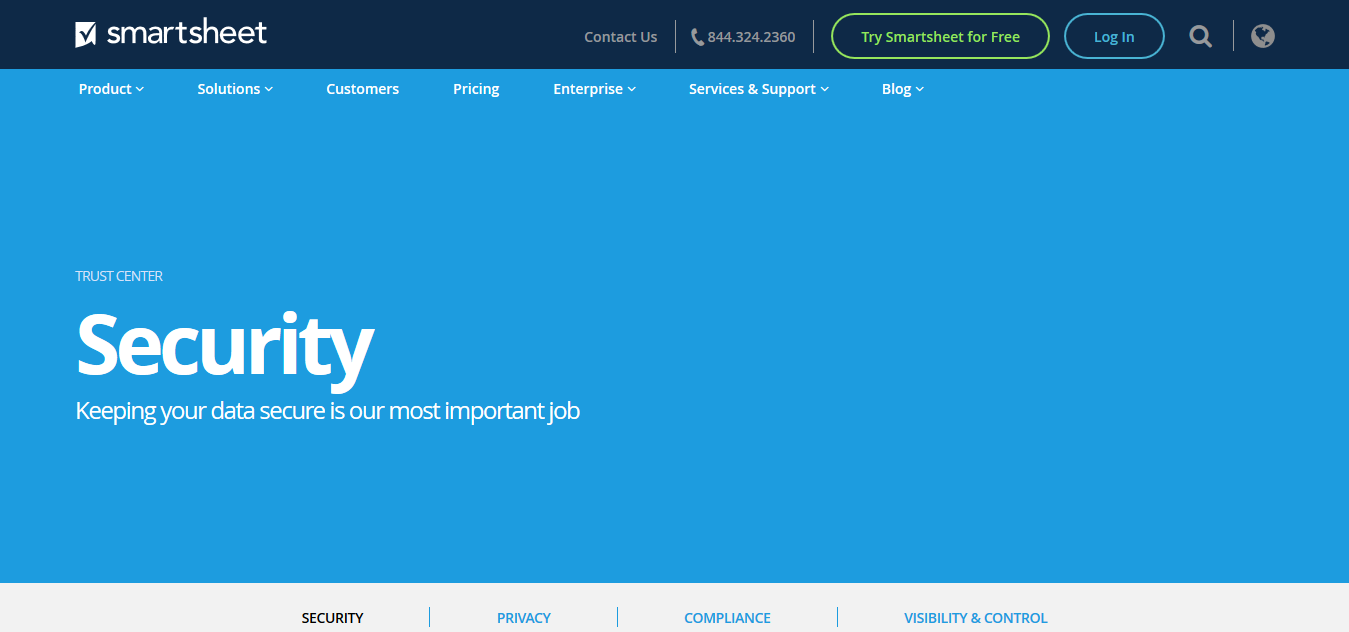 smartsheet
Contact Us
844.324.2360
Try Smartsheet for Free
Log In
Product
Solutions
Customers
Pricing
Enterprise
Services & Support
Blog
TRUST CENTER
Security
Keeping your data secure is our most important job
SECURITY
PRIVACY
COMPLIANCE
VISIBILITY & CONTROL